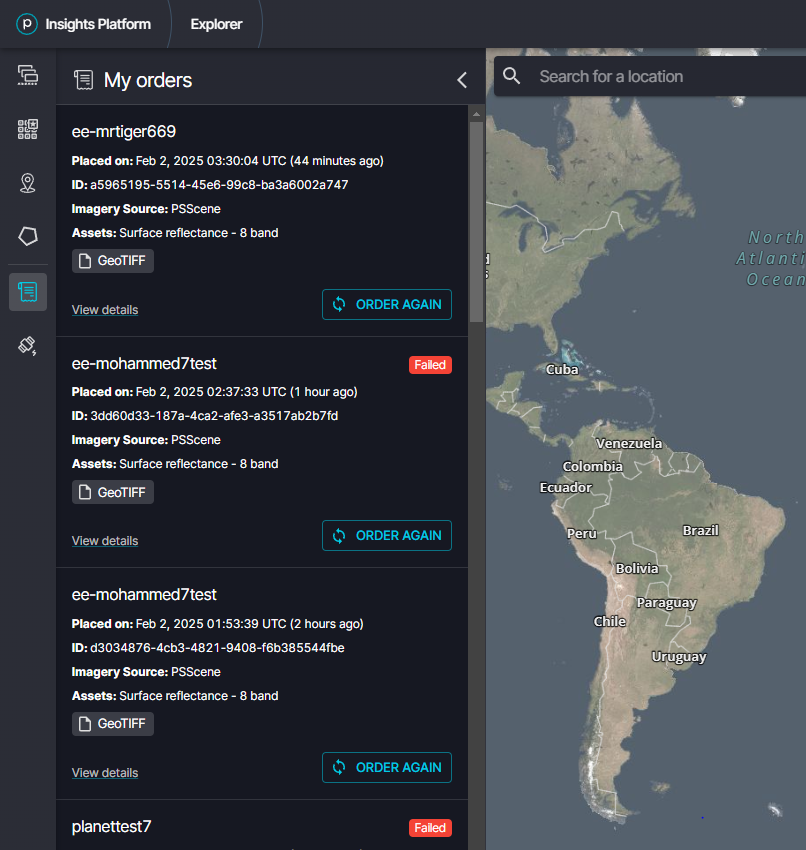 p Insights Platform
Explorer
My orders
Search for a location
ee-mrtiger669
Placed on: Feb 2, 2025 03:30:04 UTC (44 minutes ago)
ID: a5965195-5514-45e6-99c8-ba3a6002a747
Imagery Source: PSScene
Assets: Surface reflectance - 8 band
GeoTIFF
View details
ORDER AGAIN
ee-mohammed7test
Failed
Placed on: Feb 2, 2025 02:37:33 UTC (1 hour ago)
ID: 3dd60d33-187a-4ca2-afe3-a3517ab2b7fd
Imagery Source: PSScene
Assets: Surface reflectance - 8 band
GeoTIFF
View details
ORDER AGAIN
ee-mohammed7test
Placed on: Feb 2, 2025 01:53:39 UTC (2 hours ago)
ID: d3034876-4cb3-4821-9408-f6b385544fbe
Imagery Source: PSScene
Assets: Surface reflectance - 8 band
GeoTIFF
View details
ORDER AGAIN
planettest7
Failed
North
Atlanti
Ocean
Cuba
Venezuela
Colombia
Ecuador
Peru
Brazil
Bolivia
Paraguay
Chile
Uruguay